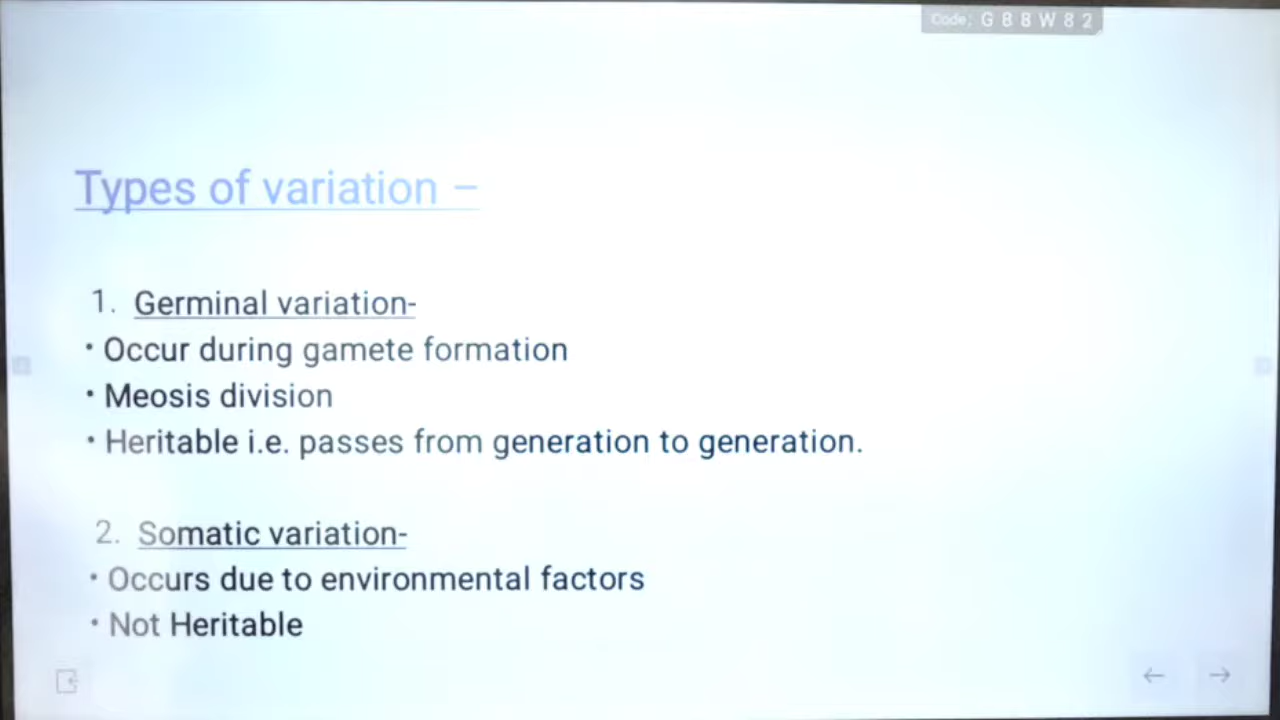 Code: G B 8 W 8 2
Types of variation –
1. Germinal variation-
• Occur during gamete formation
• Meosis division
• Heritable i.e. passes from generation to generation.
2. Somatic variation-
• Occurs due to environmental factors
• Not Heritable